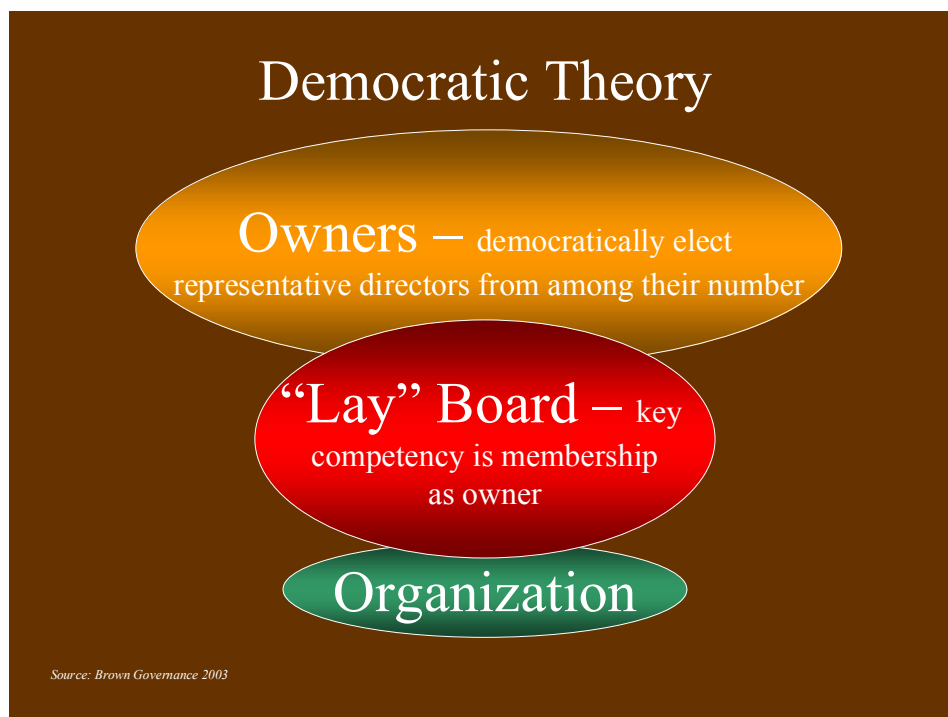 Democratic Theory
Owners – democratically elect
representative directors from among their number
“Lay” Board – key
competency is membership
as owner
Organization
Source: Brown Governance 2003